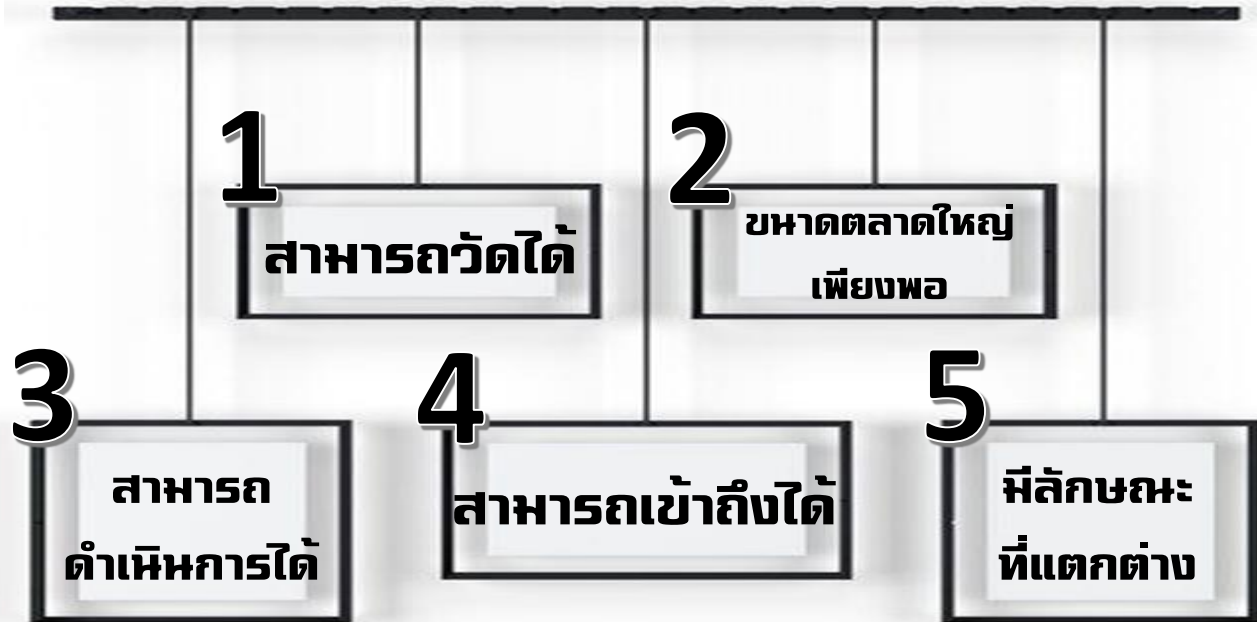 1
สามารถวัดได้
2
ขนาดตลาดใหญ่
เพียงพอ
3
สามารถ
ดำเนินการได้
4
สามารถเข้าถึงได้
5
มีลักษณะ
ที่แตกต่าง